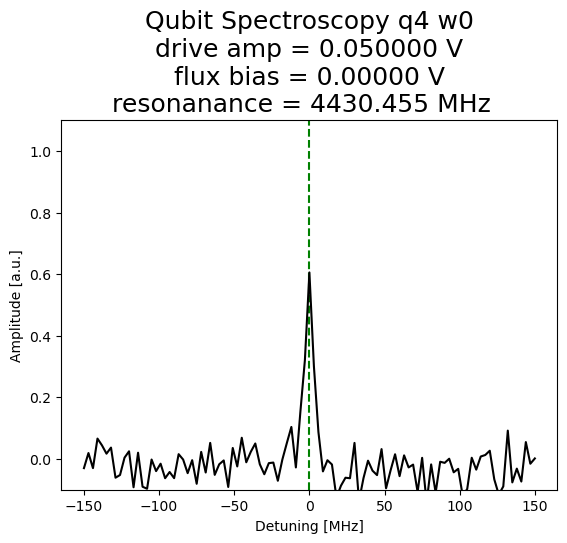 Qubit Spectroscopy q4 w0
drive amp = 0.050000 V
flux bias = 0.00000 V
resonanance = 4430.455 MHz
1.0
0.8
0.6
0.4
0.2
0.0
Amplitude [a.u.]
−150
−100
−50
0
50
100
150
Detuning [MHz]